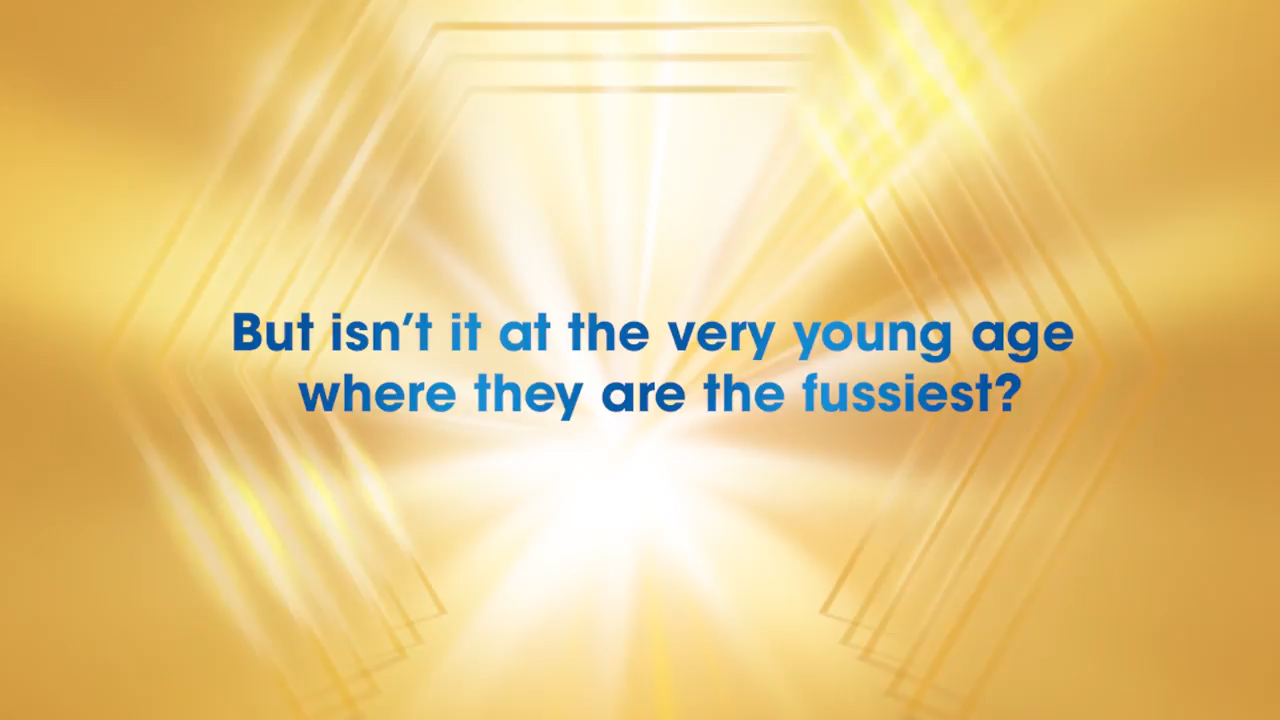 But isn’t it at the very young age
where they are the fussiest?